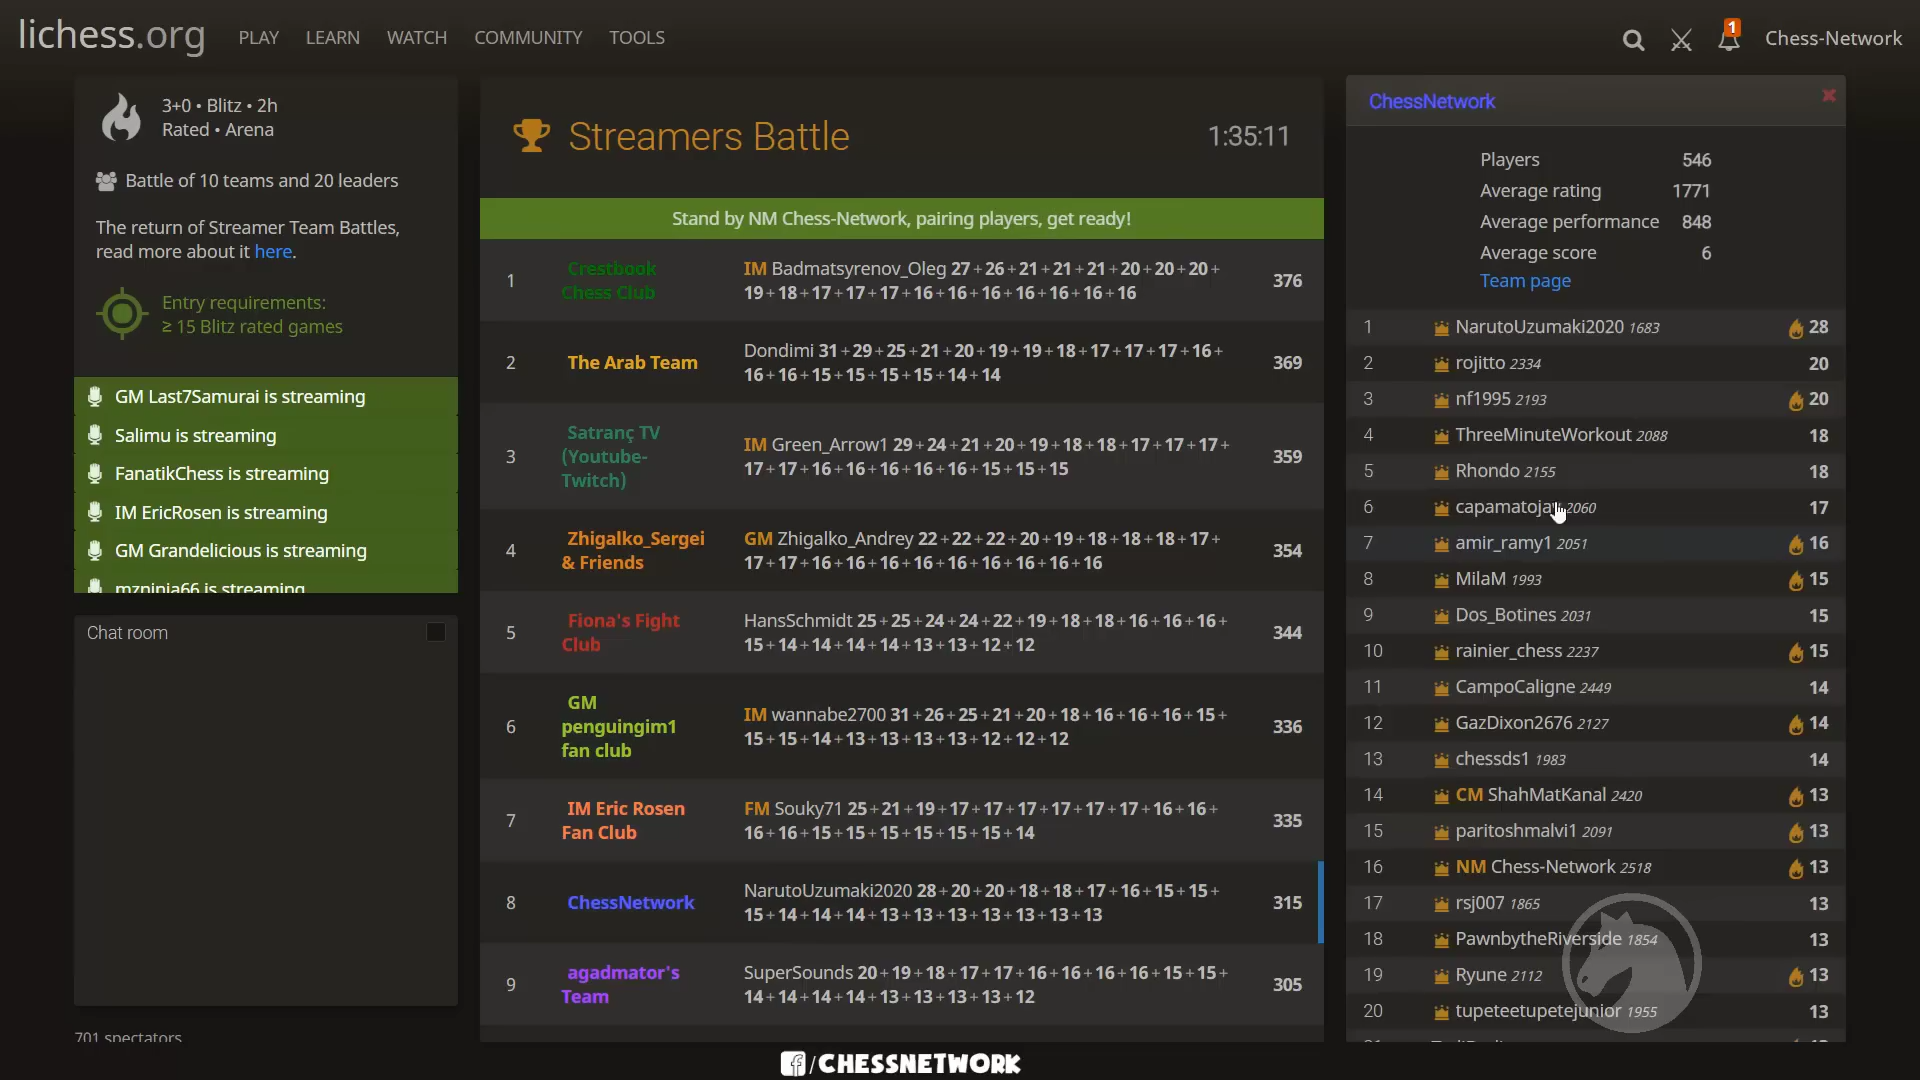 lichess.org PLAY LEARN WATCH COMMUNITY TOOLS 1 Chess-Network
3+0 • Blitz • 2h
Rated • Arena
Battle of 10 teams and 20 leaders
The return of Streamer Team Battles,
read more about it here.
Entry requirements:
≥ 15 Blitz rated games
GM Last7Samurai is streaming
Salimu is streaming
FanatikChess is streaming
IM EricRosen is streaming
GM Grandelicious is streaming
mzninja66 is streaming
Chat room
701 spectators
Streamers Battle 1:35:11
Stand by NM Chess-Network, pairing players, get ready!
1 Crestbook Chess Club IM Badmatsyrenov_Oleg 27+26+21+21+21+20+20+20+ 376
19+18+17+17+17+16+16+16+16+16+16+16
2 The Arab Team Dondimi 31+29+25+21+20+19+19+18+17+17+17+16+ 369
16+16+15+15+15+15+14+14
3 Satranç TV (Youtube-Twitch) IM Green_Arrow1 29+24+21+20+19+18+18+17+17+17+ 359
17+17+16+16+16+16+16+15+15+15
4 Zhigalko_Sergei & Friends GM Zhigalko_Andrey 22+22+22+20+19+18+18+18+17+ 354
17+17+16+16+16+16+16+16+16+16+16
5 Fiona's Fight Club HansSchmidt 25+25+24+24+22+19+18+18+16+16+16+ 344
15+14+14+14+14+13+13+12+12
6 GM penguingim1 fan club IM wannabe2700 31+26+25+21+20+18+16+16+16+15+ 336
15+15+14+13+13+13+13+12+12+12
7 IM Eric Rosen Fan Club FM Souky71 25+21+19+17+17+17+17+17+17+16+16+ 335
16+16+15+15+15+15+15+15+14
8 ChessNetwork NarutoUzumaki2020 28+20+20+18+18+17+16+15+15+ 315
15+14+14+14+13+13+13+13+13+13+13
9 agadmator's Team SuperSounds 20+19+18+17+17+16+16+16+16+15+15+ 305
14+14+14+14+13+13+13+13+12
ChessNetwork
Players 546
Average rating 1771
Average performance 848
Average score 6
Team page
1 NarutoUzumaki2020 1683 28
2 rojitto 2334 20
3 nf1995 2193 20
4 ThreeMinuteWorkout 2088 18
5 Rhondo 2155 18
6 capamatojav 2060 17
7 amir_ramy1 2051 16
8 MilaM 1993 15
9 Dos_Botines 2031 15
10 rainier_chess 2237 15
11 CampoCaligne 2449 14
12 GazDixon2676 2127 14
13 chessds1 1983 14
14 CM ShahMatKanal 2420 13
15 paritoshmalvi1 2091 13
16 NM Chess-Network 2518 13
17 rsj007 1865 13
18 PawnbytheRiverside 1854 13
19 Ryune 2112 13
20 tupeteetupetejunior 1955 13
f/CHESSNETWORK